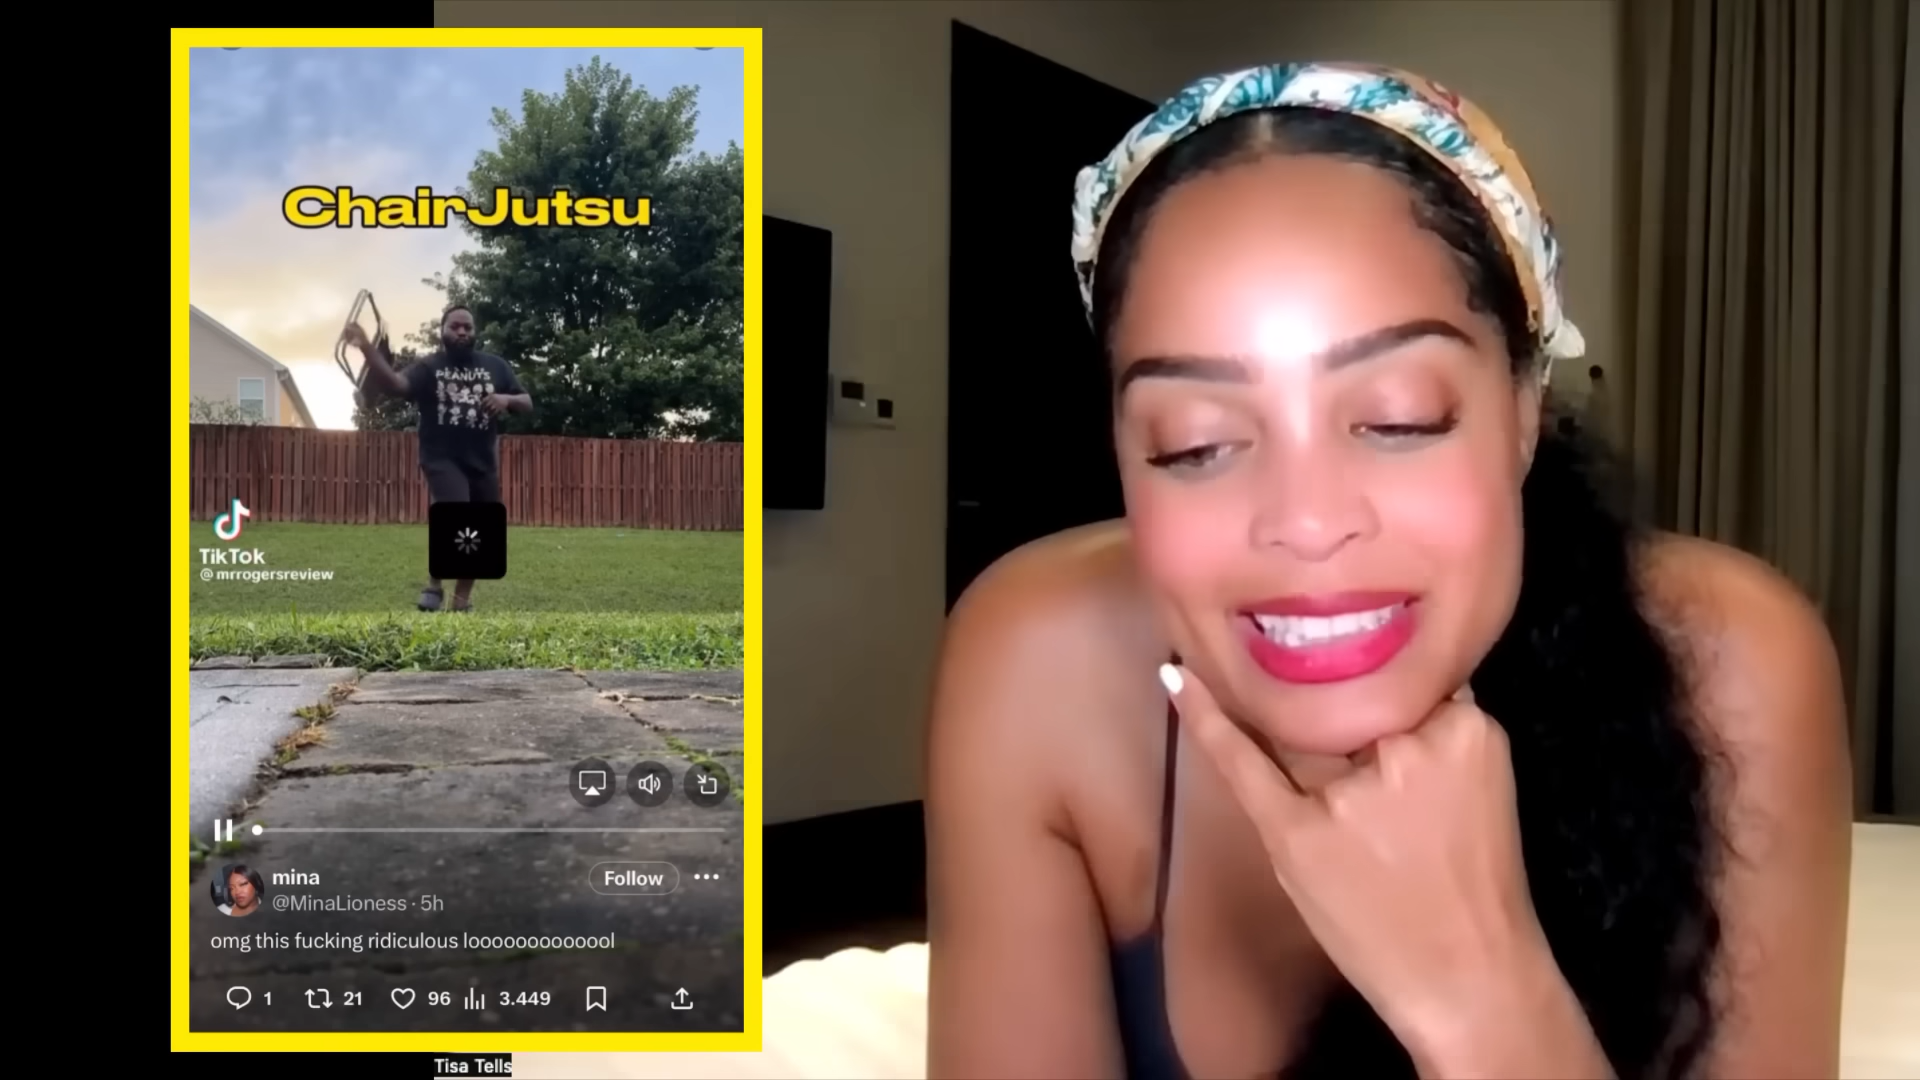 ChairJutsu
PEANUTS
TikTok
@mrrogersreview
mina
Follow
@MinaLioness · 5h
omg this fucking ridiculous looooooooooool
1
21
96
3.449
Tisa Tells